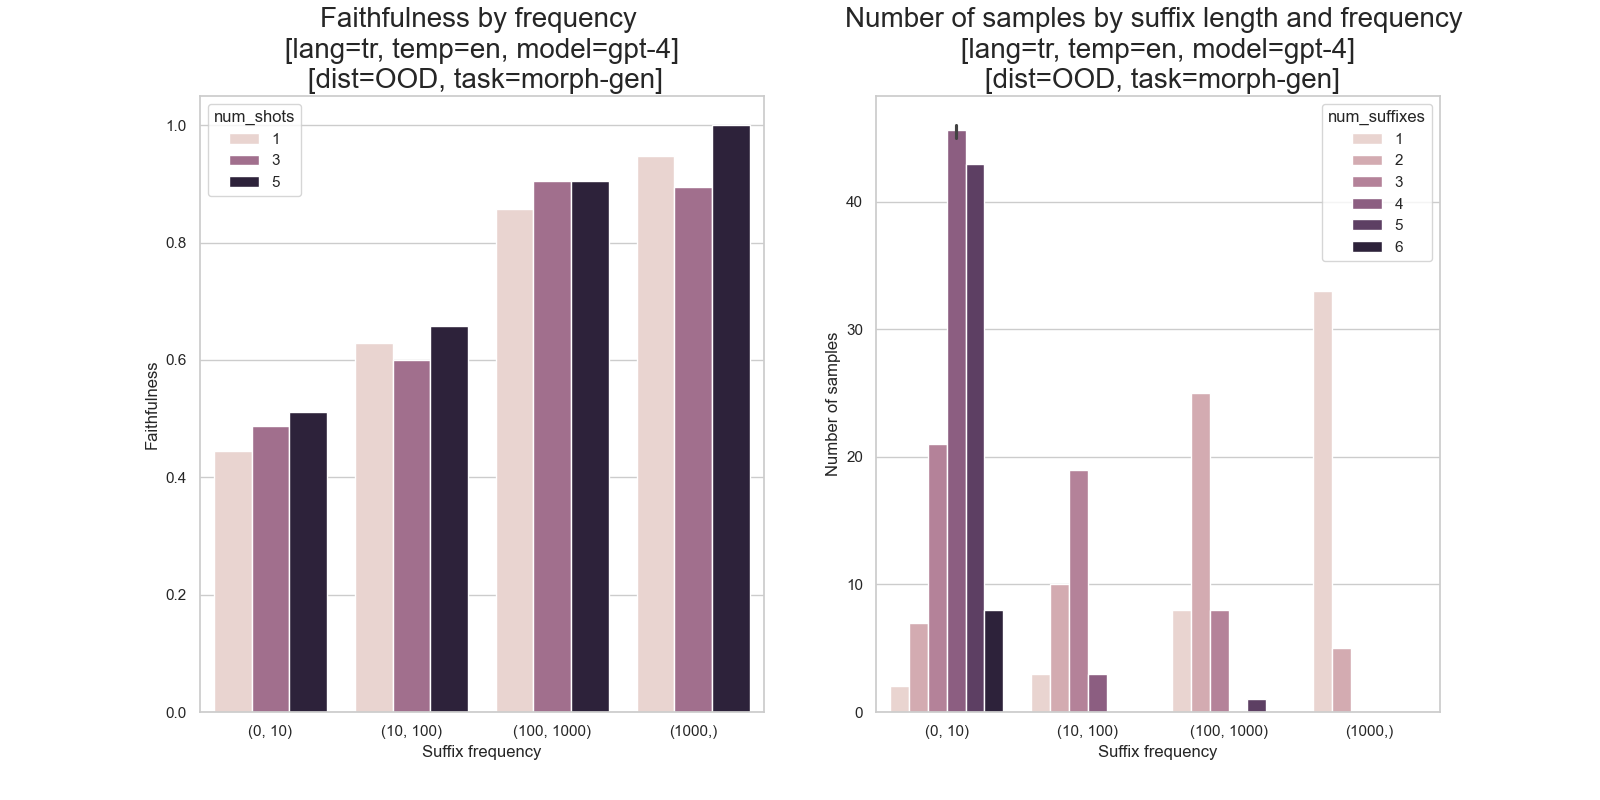 Faithfulness by frequency
[lang=tr, temp=en, model=gpt-4]
[dist=OOD, task=morph-gen]
num_shots
1
3
5
1.0
0.8
0.6
0.4
0.2
0.0
Faithfulness
(0, 10)
(10, 100)
(100, 1000)
(1000,)
Suffix frequency
Number of samples by suffix length and frequency
[lang=tr, temp=en, model=gpt-4]
[dist=OOD, task=morph-gen]
num_suffixes
1
2
3
4
5
6
40
30
20
10
0
Number of samples
(0, 10)
(10, 100)
(100, 1000)
(1000,)
Suffix frequency